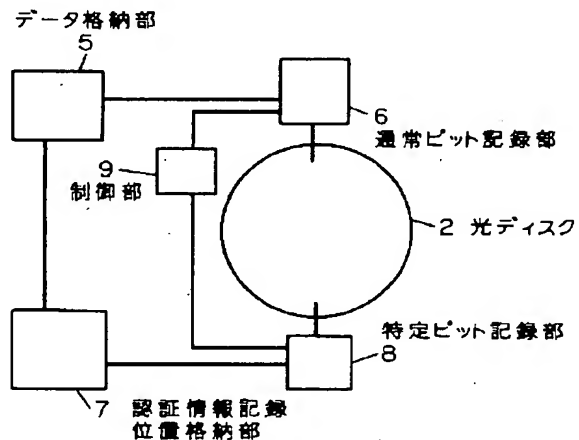 データ格納部
5
6
通常ピット記録部
9
制御部
2 光ディスク
特定ピット記録部
8
7 認証情報記録
位置格納部